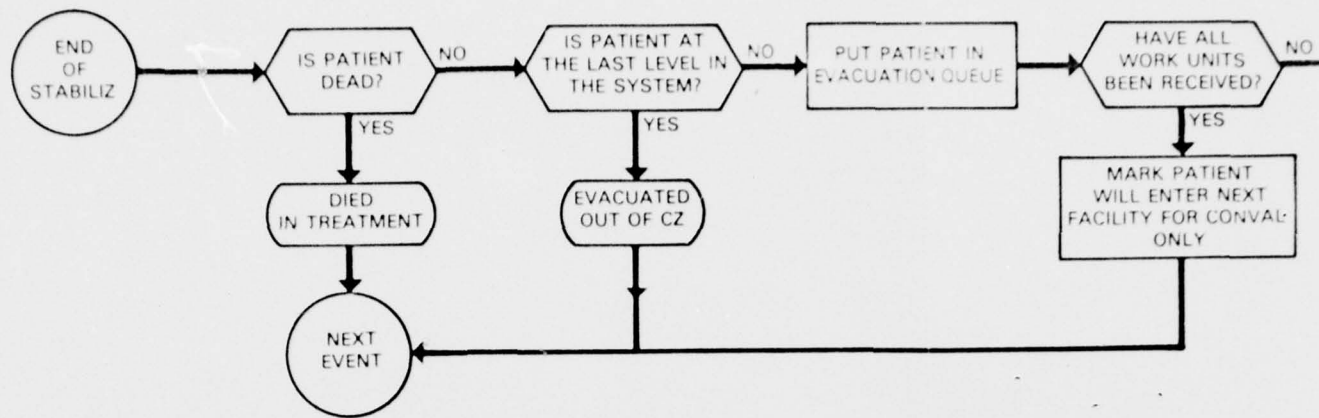 END
OF
STABILIZ
IS PATIENT
DEAD?
NO
YES
DIED
IN TREATMENT
NEXT
EVENT
IS PATIENT AT
THE LAST LEVEL IN
THE SYSTEM?
NO
YES
EVACUATED
OUT OF CZ
PUT PATIENT IN
EVACUATION QUEUE
HAVE ALL
WORK UNITS
BEEN RECEIVED?
NO
YES
MARK PATIENT
WILL ENTER NEXT
FACILITY FOR CONVAL-
ONLY